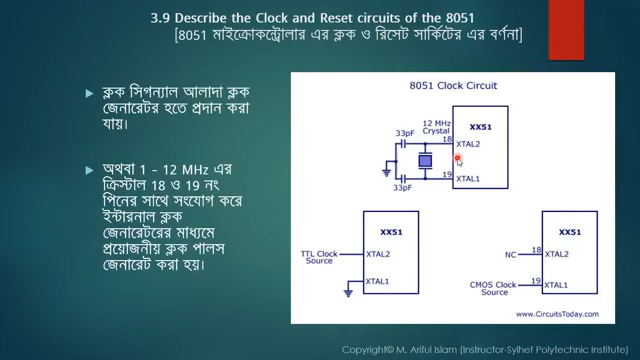 3.9 Describe the Clock and Reset circuits of the 8051
[8051 মাইক্রোকন্ট্রোলার এর ক্লক ও রিসেট সার্কিটের এর বর্ণনা]
ক্লক সিগন্যাল আলাদা ক্লক
জেনারেটর হতে প্রদান করা
যায়।
অথবা 1 - 12 MHz এর
ক্রিস্টাল 18 ও 19 নং
পিনের সাথে সংযোগ করে
ইন্টারনাল ক্লক
জেনারেটরের মাধ্যমে
প্রয়োজনীয় ক্লক পালস
জেনারেট করা হয়।
8051 Clock Circuit
12 MHz
Crystal
33pF
18
XX51
XTAL2
19
XTAL1
33pF
XX51
TTL Clock
Source
XTAL2
XTAL1
XX51
NC
18
XTAL2
CMOS Clock
Source
19
XTAL1
www.CircuitsToday.com
Copyright© M. Ariful Islam (Instructor-Sylhet Polytechnic Institute)